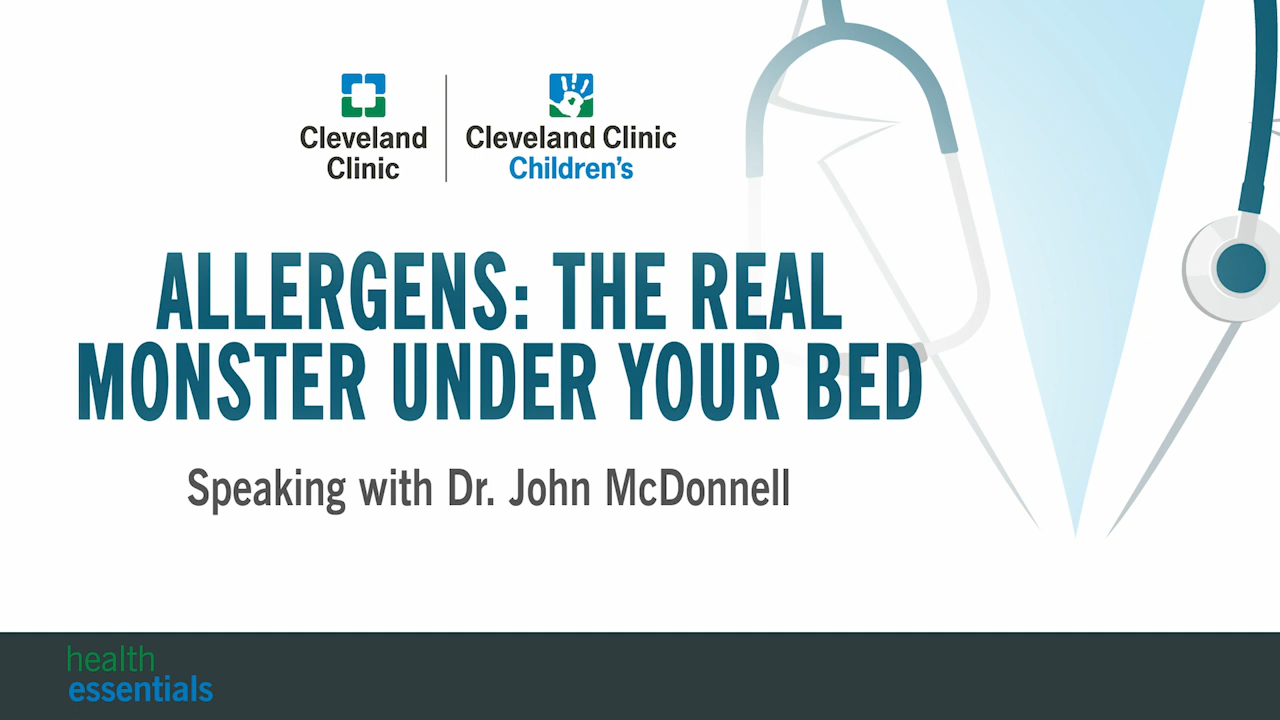 Cleveland
Clinic
Cleveland Clinic
Children's
ALLERGENS: THE REAL
MONSTER UNDER YOUR BED
Speaking with Dr. John McDonnell
health
essentials